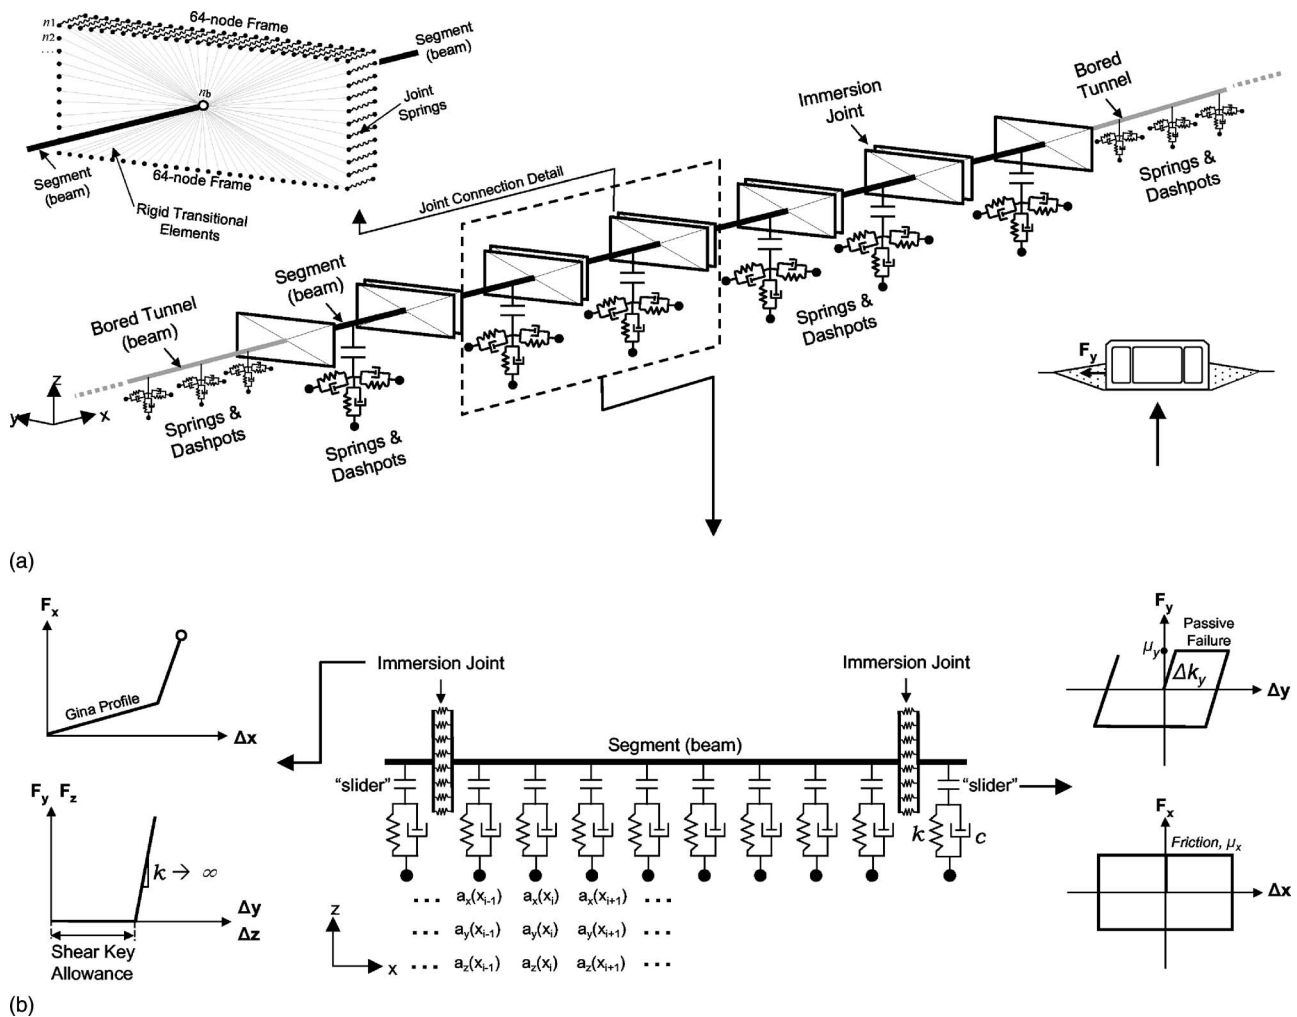 64-node Frame
n1
n2
...
nb
Segment
(beam)
Joint
Springs
Segment
(beam)
64-node Frame
Rigid Transitional
Elements
Joint Connection Detail
Immersion
Joint
Bored
Tunnel
Springs &
Dashpots
Segment
(beam)
Bored Tunnel
(beam)
Springs &
Dashpots
Springs &
Dashpots
Springs &
Dashpots
z
y
x
Fy
(a)
Fx
Gina Profile
Δx
Fy Fz
k → ∞
Δy
Δz
Shear Key
Allowance
Immersion Joint
Immersion Joint
Segment (beam)
"slider"
"slider"
k
c
... ax(xi-1) ax(xi) ax(xi+1) ...
... ay(xi-1) ay(xi) ay(xi+1) ...
... az(xi-1) az(xi) az(xi+1) ...
z
x
Fy
Passive
Failure
μy
Δky
Δy
Fx
Friction, μx
Δx
(b)